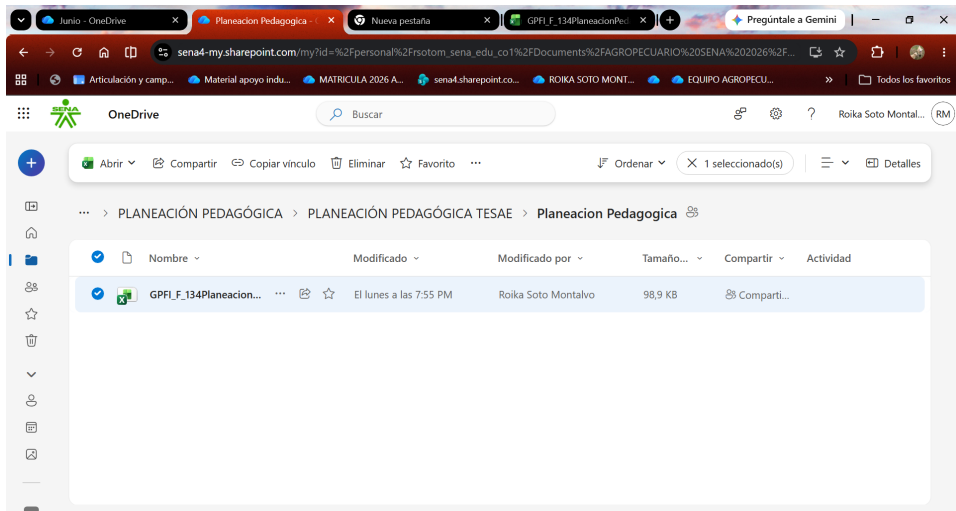 Junio - OneDrive
Planeacion Pedagogica - (
Nueva pestaña
GPFI_F_134PlaneacionPed
Pregúntale a Gemini
sena4-my.sharepoint.com/my?id=%2Fpersonal%2Frsotom_sena_edu_co1%2FDocuments%2FAGROPECUARIO%20SENA%202026%2F...
Articulación y camp...
Material apoyo indu...
MATRICULA 2026 A...
sena4.sharepoint.co...
ROIKA SOTO MONT...
EQUIPO AGROPECU...
Todos los favoritos
SENA
OneDrive
Buscar
Roika Soto Montal...
RM
Abrir
Compartir
Copiar vínculo
Eliminar
Favorito
Ordenar
1 seleccionado(s)
Detalles
... > PLANEACIÓN PEDAGÓGICA > PLANEACIÓN PEDAGÓGICA TESAE > Planeacion Pedagogica
Nombre Modificado Modificado por Tamaño... Compartir Actividad
GPFI_F_134Planeacion... El lunes a las 7:55 PM Roika Soto Montalvo 98,9 KB Comparti...